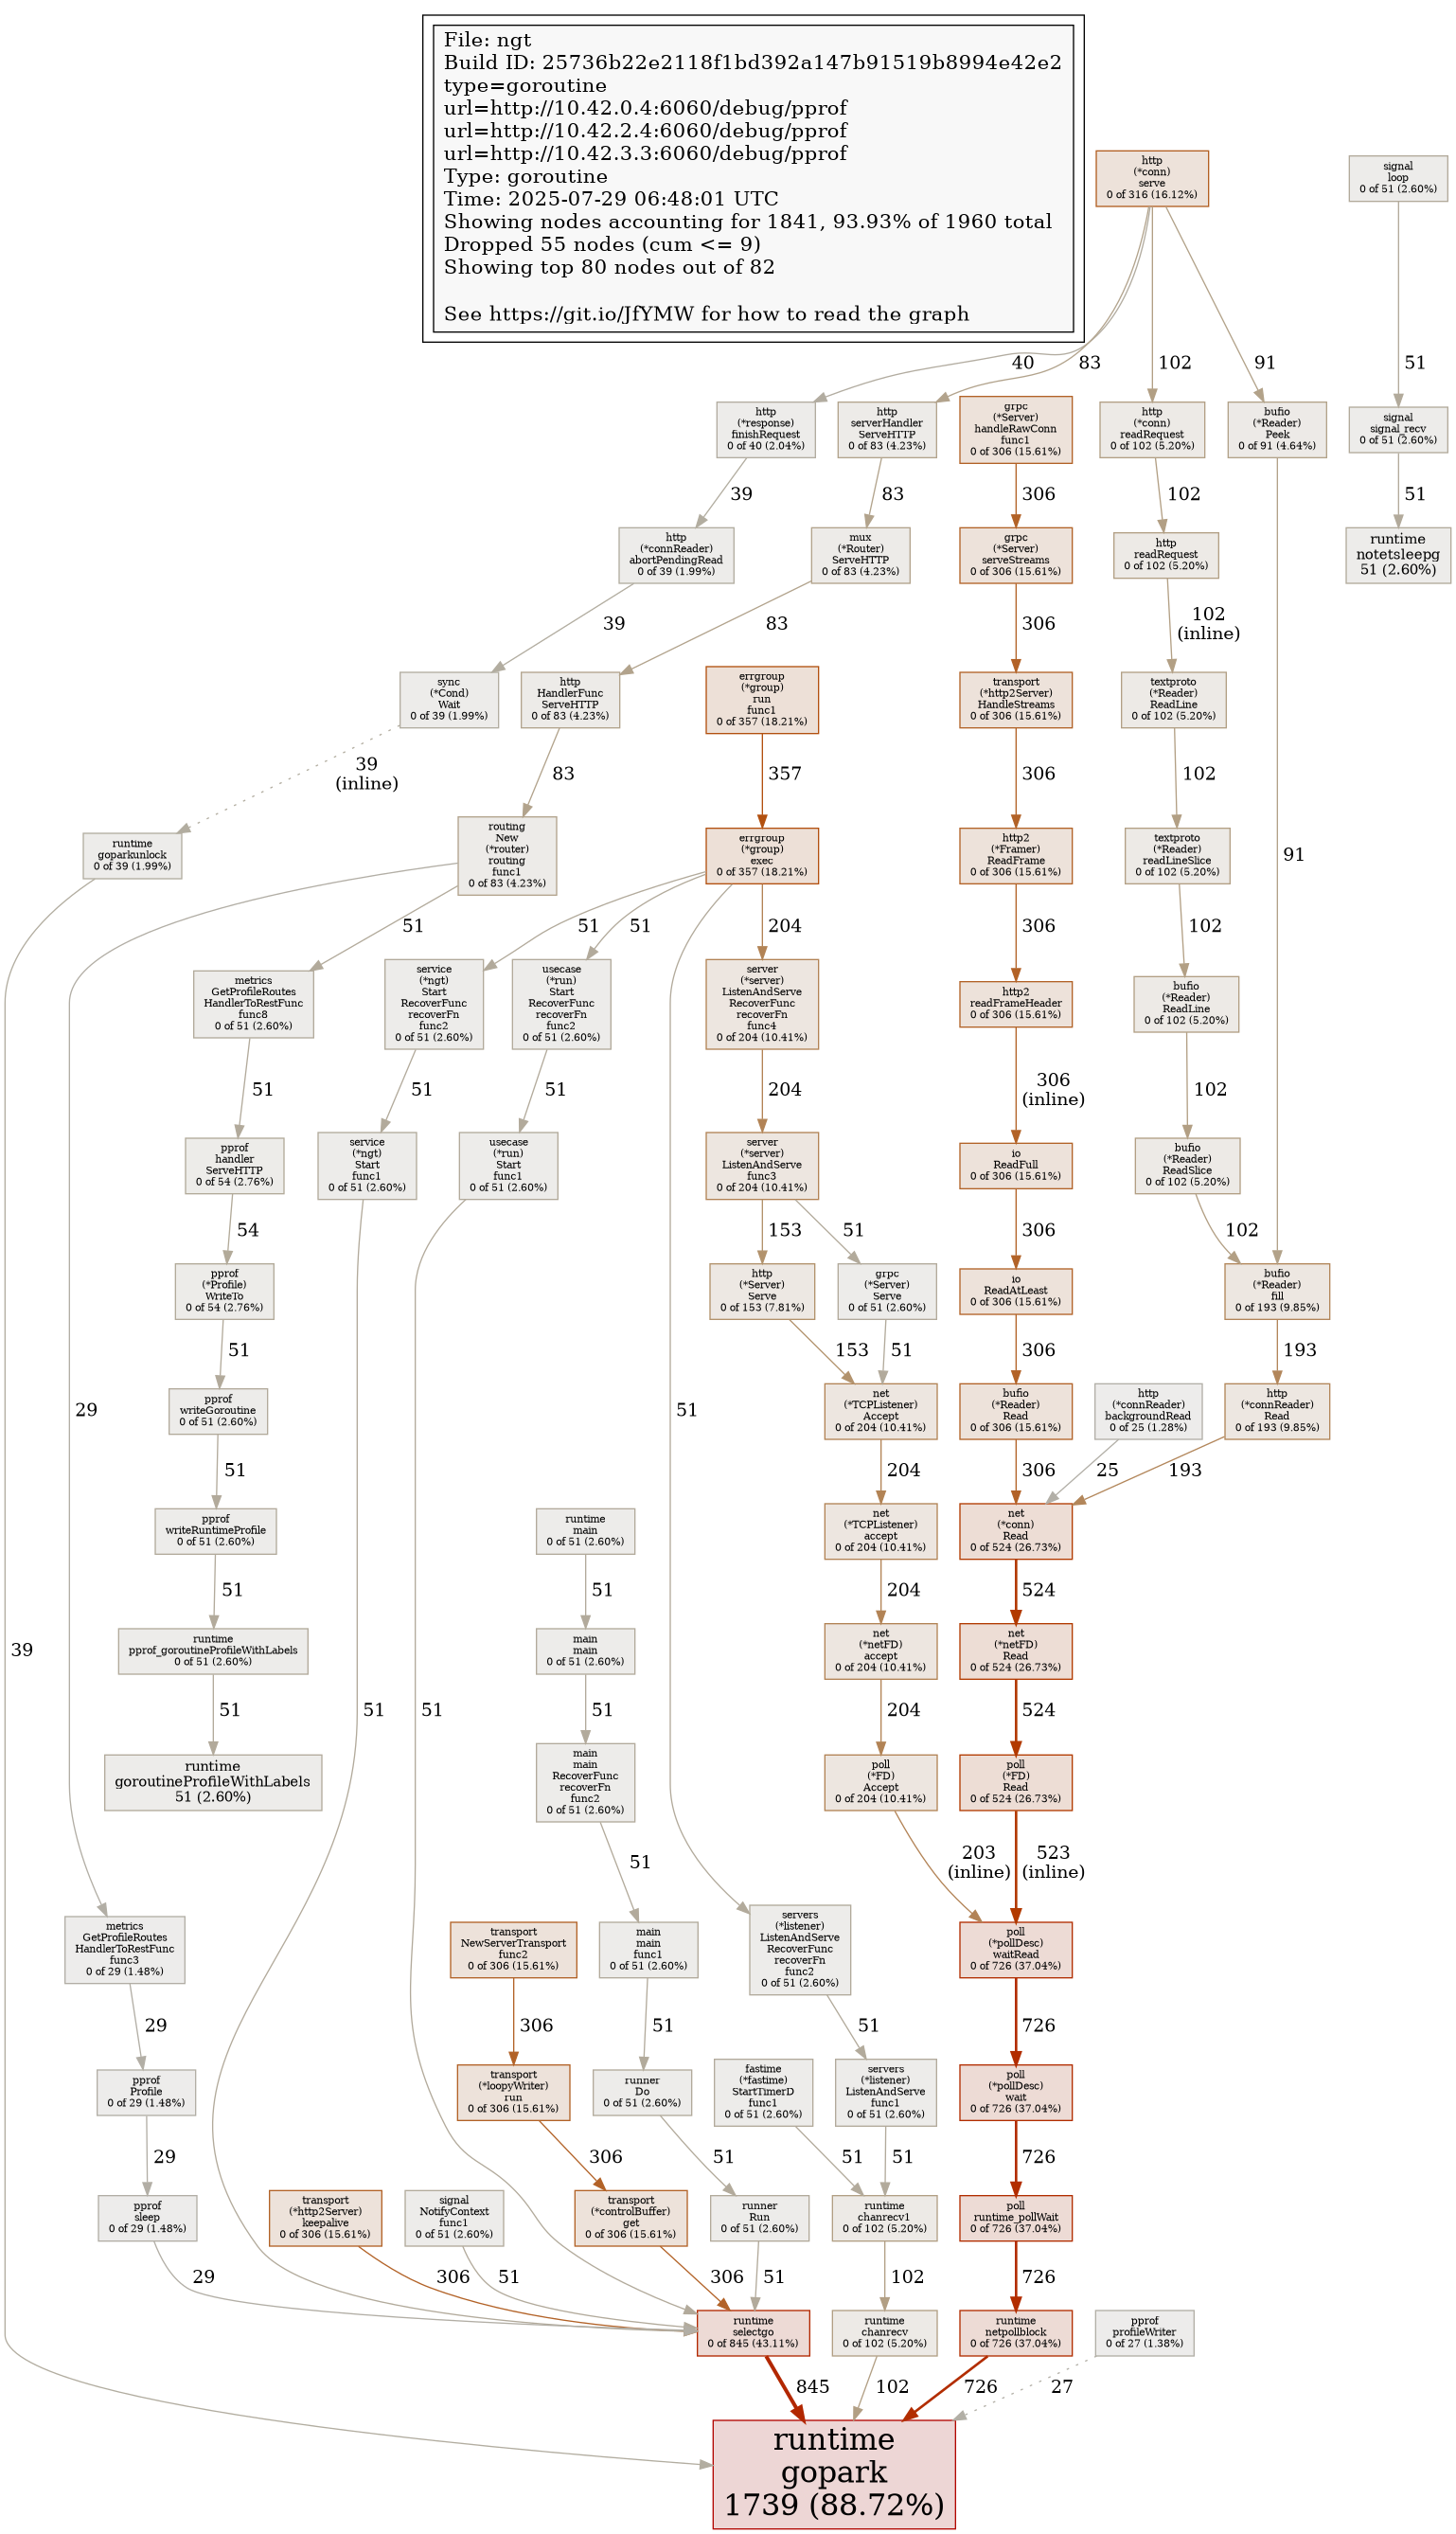 File: ngt
Build ID: 25736b22e2118f1bd392a147b91519b8994e42e2
type=goroutine
url=http://10.42.0.4:6060/debug/pprof
url=http://10.42.2.4:6060/debug/pprof
url=http://10.42.3.3:6060/debug/pprof
Type: goroutine
Time: 2025-07-29 06:48:01 UTC
Showing nodes accounting for 1841, 93.93% of 1960 total
Dropped 55 nodes (cum <= 9)
Showing top 80 nodes out of 82
See https://git.io/JfYMW for how to read the graph
http
(*conn)
serve
0 of 316 (16.12%)
signal
loop
0 of 51 (2.60%)
40
83
102
91
51
http
(*response)
finishRequest
0 of 40 (2.04%)
http
serverHandler
ServeHTTP
0 of 83 (4.23%)
grpc
(*Server)
handleRawConn
func1
0 of 306 (15.61%)
http
(*conn)
readRequest
0 of 102 (5.20%)
bufio
(*Reader)
Peek
0 of 91 (4.64%)
signal
signal_recv
0 of 51 (2.60%)
39
83
306
102
51
http
(*connReader)
abortPendingRead
0 of 39 (1.99%)
mux
(*Router)
ServeHTTP
0 of 83 (4.23%)
grpc
(*Server)
serveStreams
0 of 306 (15.61%)
http
readRequest
0 of 102 (5.20%)
runtime
notetsleepg
51 (2.60%)
39
83
306
102
(inline)
sync
(*Cond)
Wait
0 of 39 (1.99%)
http
HandlerFunc
ServeHTTP
0 of 83 (4.23%)
errgroup
(*group)
run
func1
0 of 357 (18.21%)
transport
(*http2Server)
HandleStreams
0 of 306 (15.61%)
textproto
(*Reader)
ReadLine
0 of 102 (5.20%)
39
(inline)
83
357
306
102
runtime
goparkunlock
0 of 39 (1.99%)
routing
New
(*router)
routing
func1
0 of 83 (4.23%)
errgroup
(*group)
exec
0 of 357 (18.21%)
http2
(*Framer)
ReadFrame
0 of 306 (15.61%)
textproto
(*Reader)
readLineSlice
0 of 102 (5.20%)
91
51
51
51
204
306
102
metrics
GetProfileRoutes
HandlerToRestFunc
func8
0 of 51 (2.60%)
service
(*ngt)
Start
RecoverFunc
recoverFn
func2
0 of 51 (2.60%)
usecase
(*run)
Start
RecoverFunc
recoverFn
func2
0 of 51 (2.60%)
server
(*server)
ListenAndServe
RecoverFunc
recoverFn
func4
0 of 204 (10.41%)
http2
readFrameHeader
0 of 306 (15.61%)
bufio
(*Reader)
ReadLine
0 of 102 (5.20%)
51
51
51
204
306
(inline)
102
pprof
handler
ServeHTTP
0 of 54 (2.76%)
service
(*ngt)
Start
func1
0 of 51 (2.60%)
usecase
(*run)
Start
func1
0 of 51 (2.60%)
server
(*server)
ListenAndServe
func3
0 of 204 (10.41%)
io
ReadFull
0 of 306 (15.61%)
bufio
(*Reader)
ReadSlice
0 of 102 (5.20%)
54
153
51
306
102
pprof
(*Profile)
WriteTo
0 of 54 (2.76%)
http
(*Server)
Serve
0 of 153 (7.81%)
grpc
(*Server)
Serve
0 of 51 (2.60%)
io
ReadAtLeast
0 of 306 (15.61%)
bufio
(*Reader)
fill
0 of 193 (9.85%)
51
153
51
306
193
pprof
writeGoroutine
0 of 51 (2.60%)
29
51
net
(*TCPListener)
Accept
0 of 204 (10.41%)
bufio
(*Reader)
Read
0 of 306 (15.61%)
http
(*connReader)
backgroundRead
0 of 25 (1.28%)
http
(*connReader)
Read
0 of 193 (9.85%)
51
204
306
25
193
pprof
writeRuntimeProfile
0 of 51 (2.60%)
runtime
main
0 of 51 (2.60%)
net
(*TCPListener)
accept
0 of 204 (10.41%)
net
(*conn)
Read
0 of 524 (26.73%)
51
51
204
524
39
runtime
pprof_goroutineProfileWithLabels
0 of 51 (2.60%)
main
main
0 of 51 (2.60%)
net
(*netFD)
accept
0 of 204 (10.41%)
net
(*netFD)
Read
0 of 524 (26.73%)
51
51
51
51
204
524
runtime
goroutineProfileWithLabels
51 (2.60%)
main
main
RecoverFunc
recoverFn
func2
0 of 51 (2.60%)
poll
(*FD)
Accept
0 of 204 (10.41%)
poll
(*FD)
Read
0 of 524 (26.73%)
51
203
(inline)
523
(inline)
metrics
GetProfileRoutes
HandlerToRestFunc
func3
0 of 29 (1.48%)
transport
NewServerTransport
func2
0 of 306 (15.61%)
main
main
func1
0 of 51 (2.60%)
servers
(*listener)
ListenAndServe
RecoverFunc
recoverFn
func2
0 of 51 (2.60%)
poll
(*pollDesc)
waitRead
0 of 726 (37.04%)
29
306
51
51
726
pprof
Profile
0 of 29 (1.48%)
transport
(*loopyWriter)
run
0 of 306 (15.61%)
runner
Do
0 of 51 (2.60%)
fastime
(*fastime)
StartTimerD
func1
0 of 51 (2.60%)
servers
(*listener)
ListenAndServe
func1
0 of 51 (2.60%)
poll
(*pollDesc)
wait
0 of 726 (37.04%)
29
306
51
51
51
726
pprof
sleep
0 of 29 (1.48%)
transport
(*http2Server)
keepalive
0 of 306 (15.61%)
signal
NotifyContext
func1
0 of 51 (2.60%)
transport
(*controlBuffer)
get
0 of 306 (15.61%)
runner
Run
0 of 51 (2.60%)
runtime
chanrecv1
0 of 102 (5.20%)
poll
runtime_pollWait
0 of 726 (37.04%)
29
306
51
306
51
102
726
runtime
selectgo
0 of 845 (43.11%)
runtime
chanrecv
0 of 102 (5.20%)
runtime
netpollblock
0 of 726 (37.04%)
pprof
profileWriter
0 of 27 (1.38%)
845
102
726
27
runtime
gopark
1739 (88.72%)